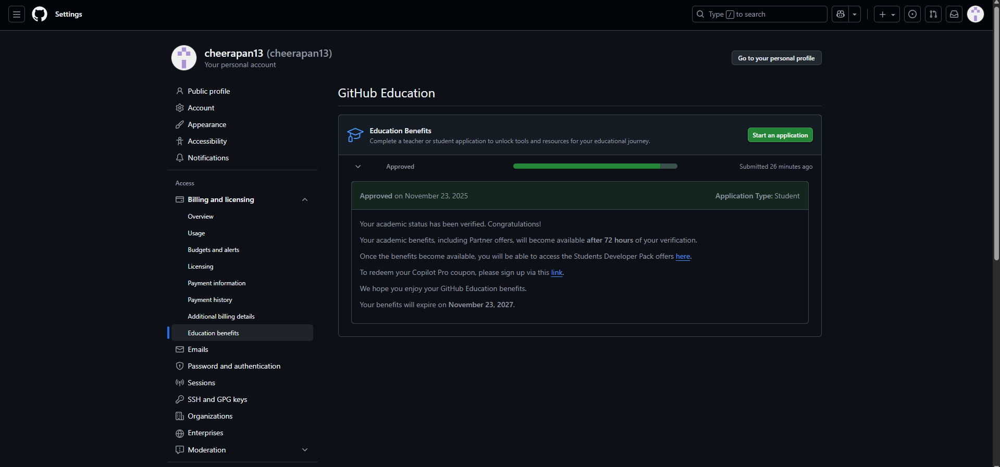 Settings
Type / to search
cheerapan13 (cheerapan13)
Your personal account
Go to your personal profile
Public profile
Account
Appearance
Accessibility
Notifications
Access
Billing and licensing
Overview
Usage
Budgets and alerts
Licensing
Payment information
Payment history
Additional billing details
Education benefits
Emails
Password and authentication
Sessions
SSH and GPG keys
Organizations
Enterprises
Moderation
GitHub Education
Education Benefits
Complete a teacher or student application to unlock tools and resources for your educational journey.
Start an application
Approved
Submitted 26 minutes ago
Approved on November 23, 2025
Application Type: Student
Your academic status has been verified. Congratulations!
Your academic benefits, including Partner offers, will become available after 72 hours of your verification.
Once the benefits become available, you will be able to access the Students Developer Pack offers here.
To redeem your Copilot Pro coupon, please sign up via this link.
We hope you enjoy your GitHub Education benefits.
Your benefits will expire on November 23, 2027.